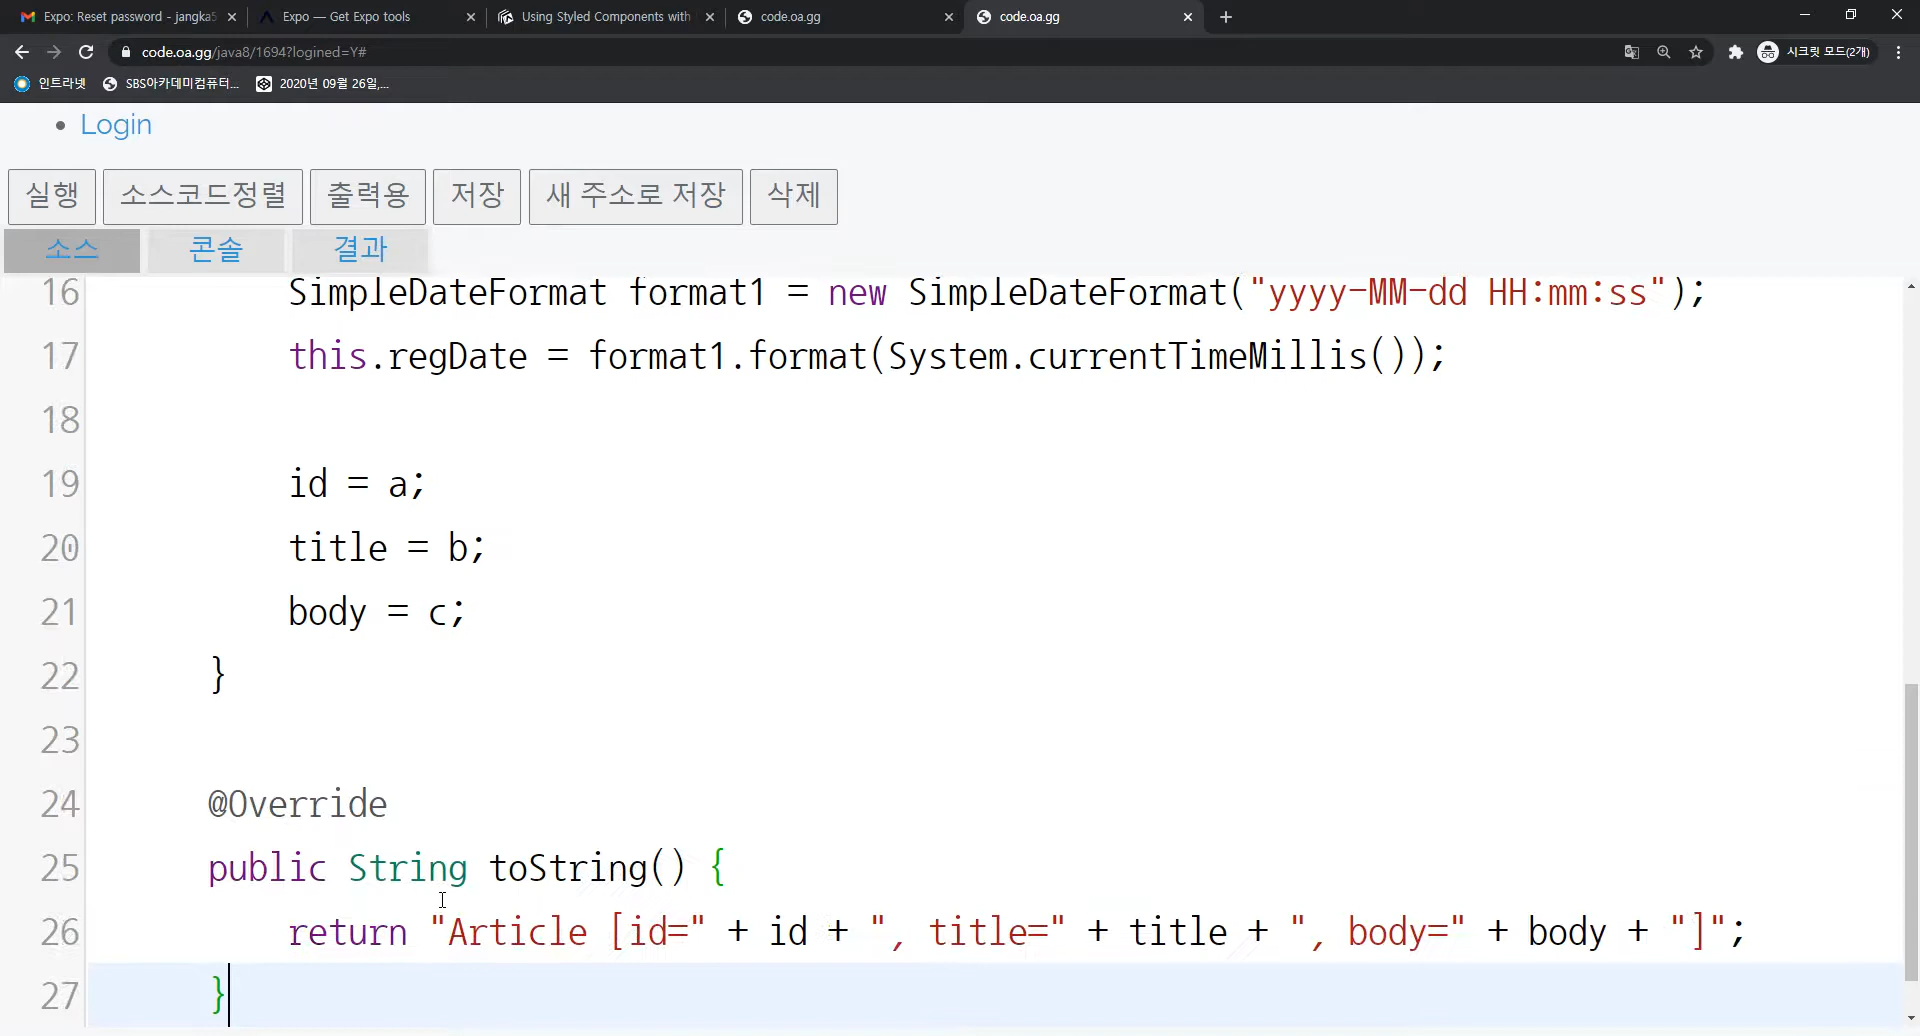 Expo: Reset password - jangka5
Expo — Get Expo tools
Using Styled Components with
code.oa.gg
code.oa.gg
code.oa.gg/java8/1694?logined=Y#
시크릿 모드(2개)
인트라넷
SBS아카데미컴퓨터...
2020년 09월 26일,...
Login
실행
소스코드정렬
출력용
저장
새 주소로 저장
삭제
소스
콘솔
결과
16 SimpleDateFormat format1 = new SimpleDateFormat("yyyy-MM-dd HH:mm:ss");
17 this.regDate = format1.format(System.currentTimeMillis());
18
19 id = a;
20 title = b;
21 body = c;
22 }
23
24 @Override
25 public String toString() {
26 return "Article [id=" + id + ", title=" + title + ", body=" + body + "]";
27 }